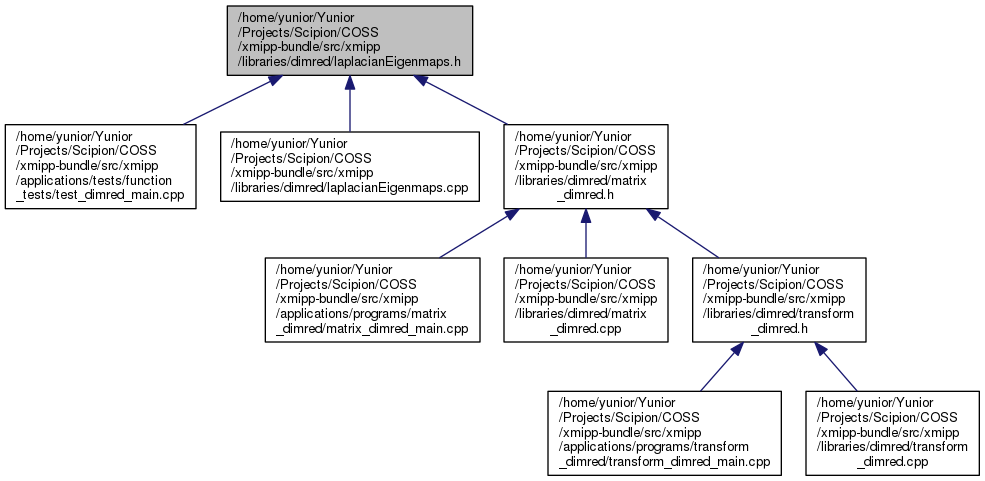 /home/yunior/Yunior
/Projects/Scipion/COSS
/xmipp-bundle/src/xmipp
/libraries/dimred/laplacianEigenmaps.h
/home/yunior/Yunior
/Projects/Scipion/COSS
/xmipp-bundle/src/xmipp
/applications/tests/function
_tests/test_dimred_main.cpp
/home/yunior/Yunior
/Projects/Scipion/COSS
/xmipp-bundle/src/xmipp
/libraries/dimred/laplacianEigenmaps.cpp
/home/yunior/Yunior
/Projects/Scipion/COSS
/xmipp-bundle/src/xmipp
/libraries/dimred/matrix
_dimred.h
/home/yunior/Yunior
/Projects/Scipion/COSS
/xmipp-bundle/src/xmipp
/applications/programs/matrix
_dimred/matrix_dimred_main.cpp
/home/yunior/Yunior
/Projects/Scipion/COSS
/xmipp-bundle/src/xmipp
/libraries/dimred/matrix
_dimred.cpp
/home/yunior/Yunior
/Projects/Scipion/COSS
/xmipp-bundle/src/xmipp
/libraries/dimred/transform
_dimred.h
/home/yunior/Yunior
/Projects/Scipion/COSS
/xmipp-bundle/src/xmipp
/applications/programs/transform
_dimred/transform_dimred_main.cpp
/home/yunior/Yunior
/Projects/Scipion/COSS
/xmipp-bundle/src/xmipp
/libraries/dimred/transform
_dimred.cpp